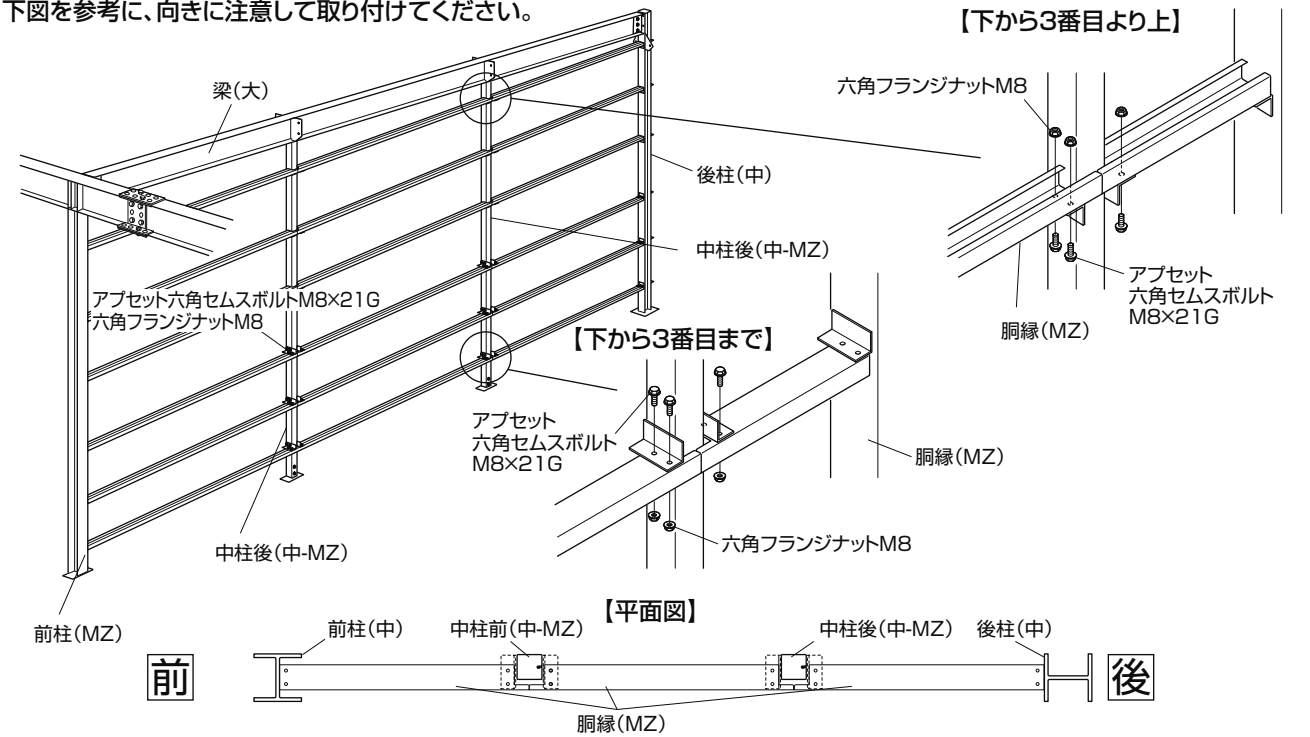 下図を参考に、向きに注意して取り付けてください。
【下から3番目より上】
六角フランジナットM8
梁(大)
後柱(中)
中柱後(中-MZ)
アプセット
六角セムスボルト
M8×21G
胴縁(MZ)
アプセット六角セムスボルトM8×21G
六角フランジナットM8
【下から3番目まで】
アプセット
六角セムスボルト
M8×21G
胴縁(MZ)
六角フランジナットM8
中柱後(中-MZ)
前柱(MZ)
【平面図】
前柱(中)
中柱前(中-MZ)
中柱後(中-MZ)
後柱(中)
前
後
胴縁(MZ)